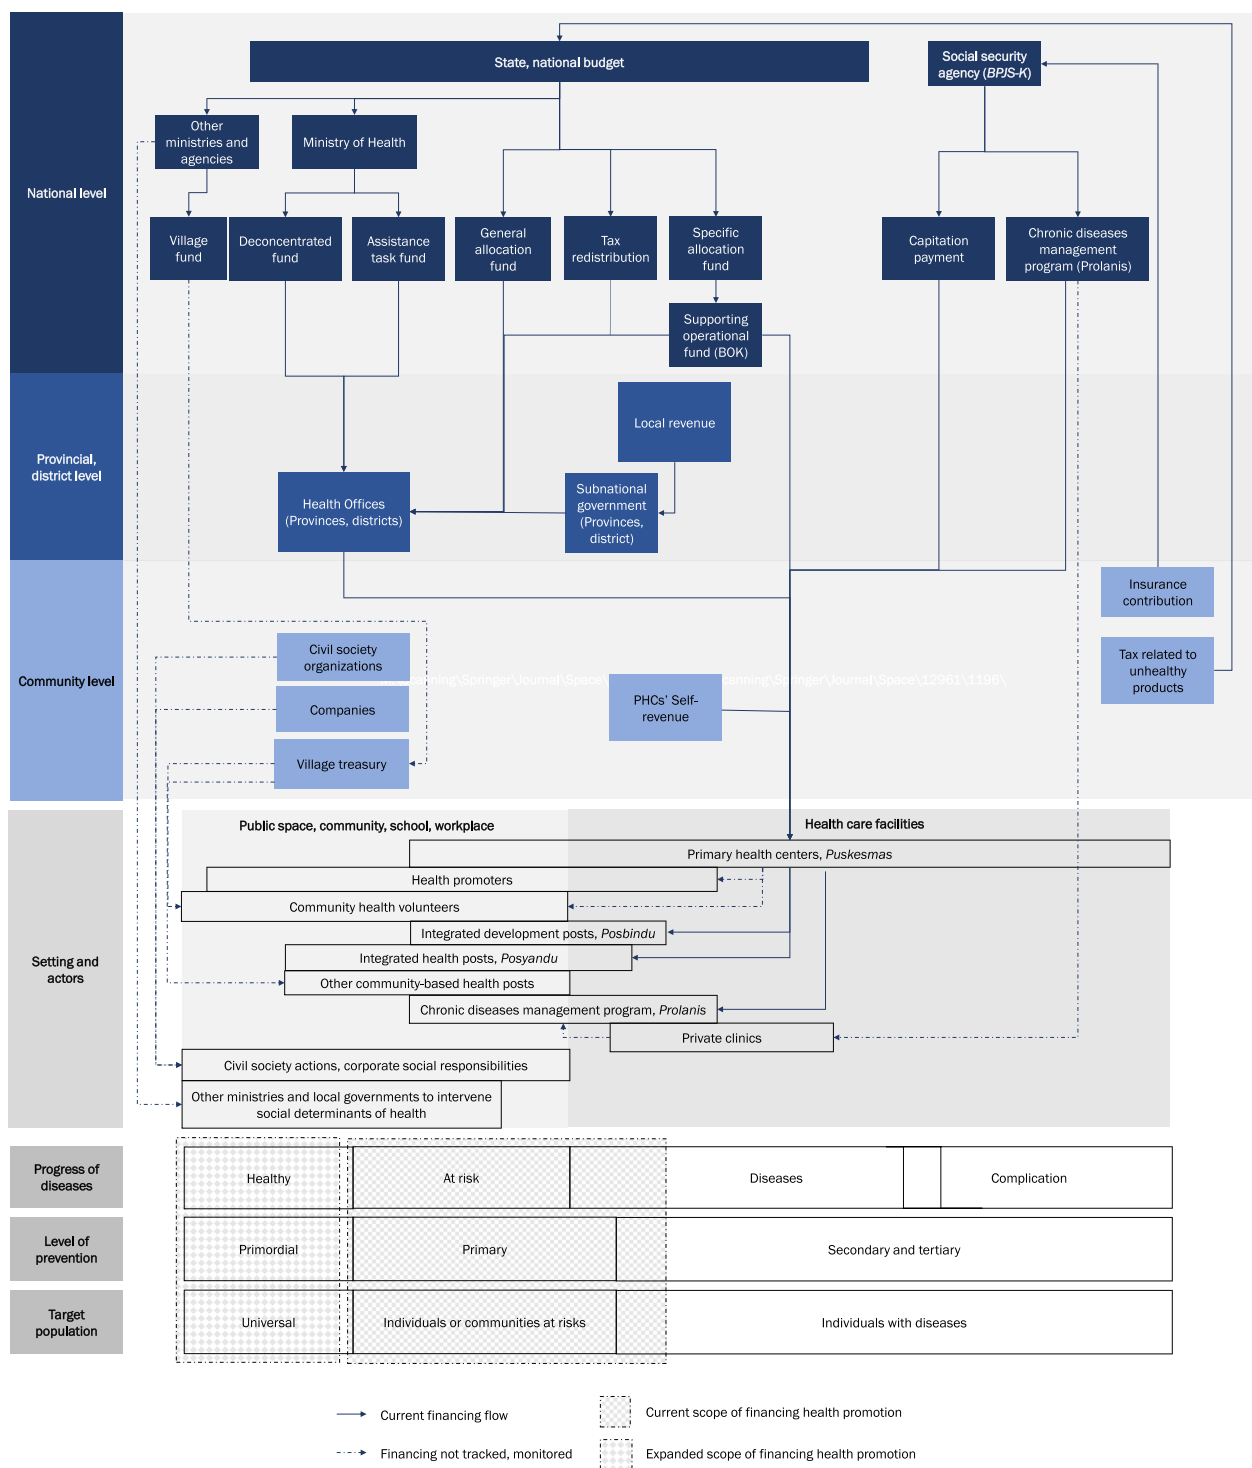 State, national budget
Social security
agency (BPJS-K)
Other
ministries and
agencies
Ministry of Health
National level
Village
fund
Deconcentrated
fund
Assistance
task fund
General
allocation
fund
Tax
redistribution
Specific
allocation
fund
Capitation
payment
Chronic diseases
management
program (Prolanis)
Supporting
operational
fund (BOK)
Provincial,
district level
Local revenue
Health Offices
(Provinces, districts)
Subnational
government
(Provinces,
district)
Insurance
contribution
Community level
Civil society
organizations
Tax related to
unhealthy
products
Companies
PHCs' Self-
revenue
canning\Springer\Journal\Space\12961\1196\
Village treasury
Setting and
actors
Public space, community, school, workplace
Health care facilities
Primary health centers, Puskesmas
Health promoters
Community health volunteers
Integrated development posts, Posbindu
Integrated health posts, Posyandu
Other community-based health posts
Chronic diseases management program, Prolanis
Private clinics
Civil society actions, corporate social responsibilities
Other ministries and local governments to intervene
social determinants of health
Progress of
diseases
Healthy
At risk
Diseases
Complication
Level of
prevention
Primordial
Primary
Secondary and tertiary
Target
population
Universal
Individuals or communities at risks
Individuals with diseases
Current financing flow
Current scope of financing health promotion
Financing not tracked, monitored
Expanded scope of financing health promotion